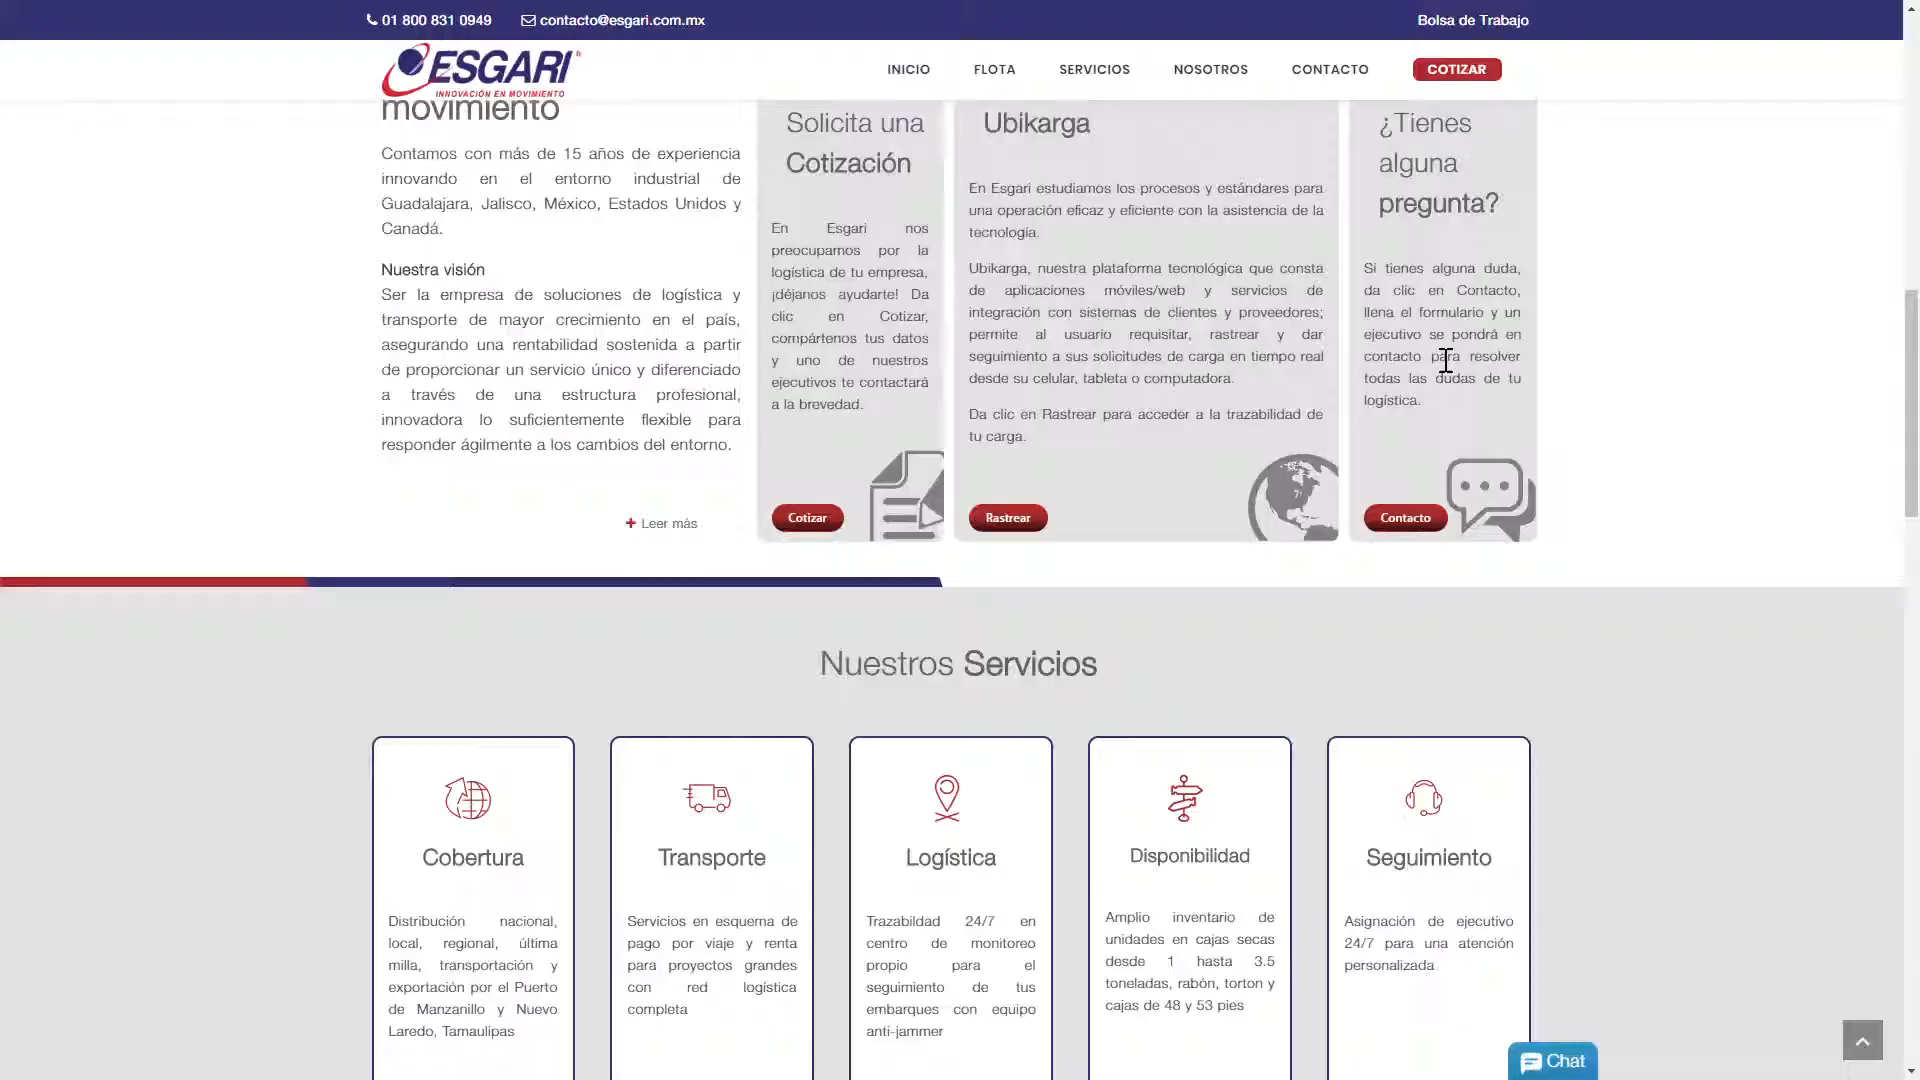 01 800 831 0949
contacto@esgari.com.mx
Bolsa de Trabajo
ESGARI®
INNOVACIÓN EN MOVIMIENTO
INICIO
FLOTA
SERVICIOS
NOSOTROS
CONTACTO
COTIZAR
movimiento
Contamos con más de 15 años de experiencia
innovando en el entorno industrial de
Guadalajara, Jalisco, México, Estados Unidos y
Canadá.
Nuestra visión
Ser la empresa de soluciones de logística y
transporte de mayor crecimiento en el país,
asegurando una rentabilidad sostenida a partir
de proporcionar un servicio único y diferenciado
a través de una estructura profesional,
innovadora lo suficientemente flexible para
responder ágilmente a los cambios del entorno.
+ Leer más
Solicita una
Cotización
En Esgari nos
preocupamos por la
logística de tu empresa,
¡déjanos ayudarte! Da
clic en Cotizar,
compártenos tus datos
y uno de nuestros
ejecutivos te contactará
a la brevedad.
Cotizar
Ubikarga
En Esgari estudiamos los procesos y estándares para
una operación eficaz y eficiente con la asistencia de la
tecnología.
Ubikarga, nuestra plataforma tecnológica que consta
de aplicaciones móviles/web y servicios de
integración con sistemas de clientes y proveedores;
permite al usuario requisitar, rastrear y dar
seguimiento a sus solicitudes de carga en tiempo real
desde su celular, tableta o computadora.
Da clic en Rastrear para acceder a la trazabilidad de
tu carga.
Rastrear
¿Tienes
alguna
pregunta?
Si tienes alguna duda,
da clic en Contacto,
llena el formulario y un
ejecutivo se pondrá en
contacto para resolver
todas las dudas de tu
logística.
Contacto
Nuestros Servicios
Cobertura
Distribución nacional,
local, regional, última
milla, transportación y
exportación por el Puerto
de Manzanillo y Nuevo
Laredo, Tamaulipas
Transporte
Servicios en esquema de
pago por viaje y renta
para proyectos grandes
con red logística
completa
Logística
Trazabildad 24/7 en
centro de monitoreo
propio para el
seguimiento de tus
embarques con equipo
anti-jammer
Disponibilidad
Amplio inventario de
unidades en cajas secas
desde 1 hasta 3.5
toneladas, rabón, torton y
cajas de 48 y 53 pies
Seguimiento
Asignación de ejecutivo
24/7 para una atención
personalizada
Chat